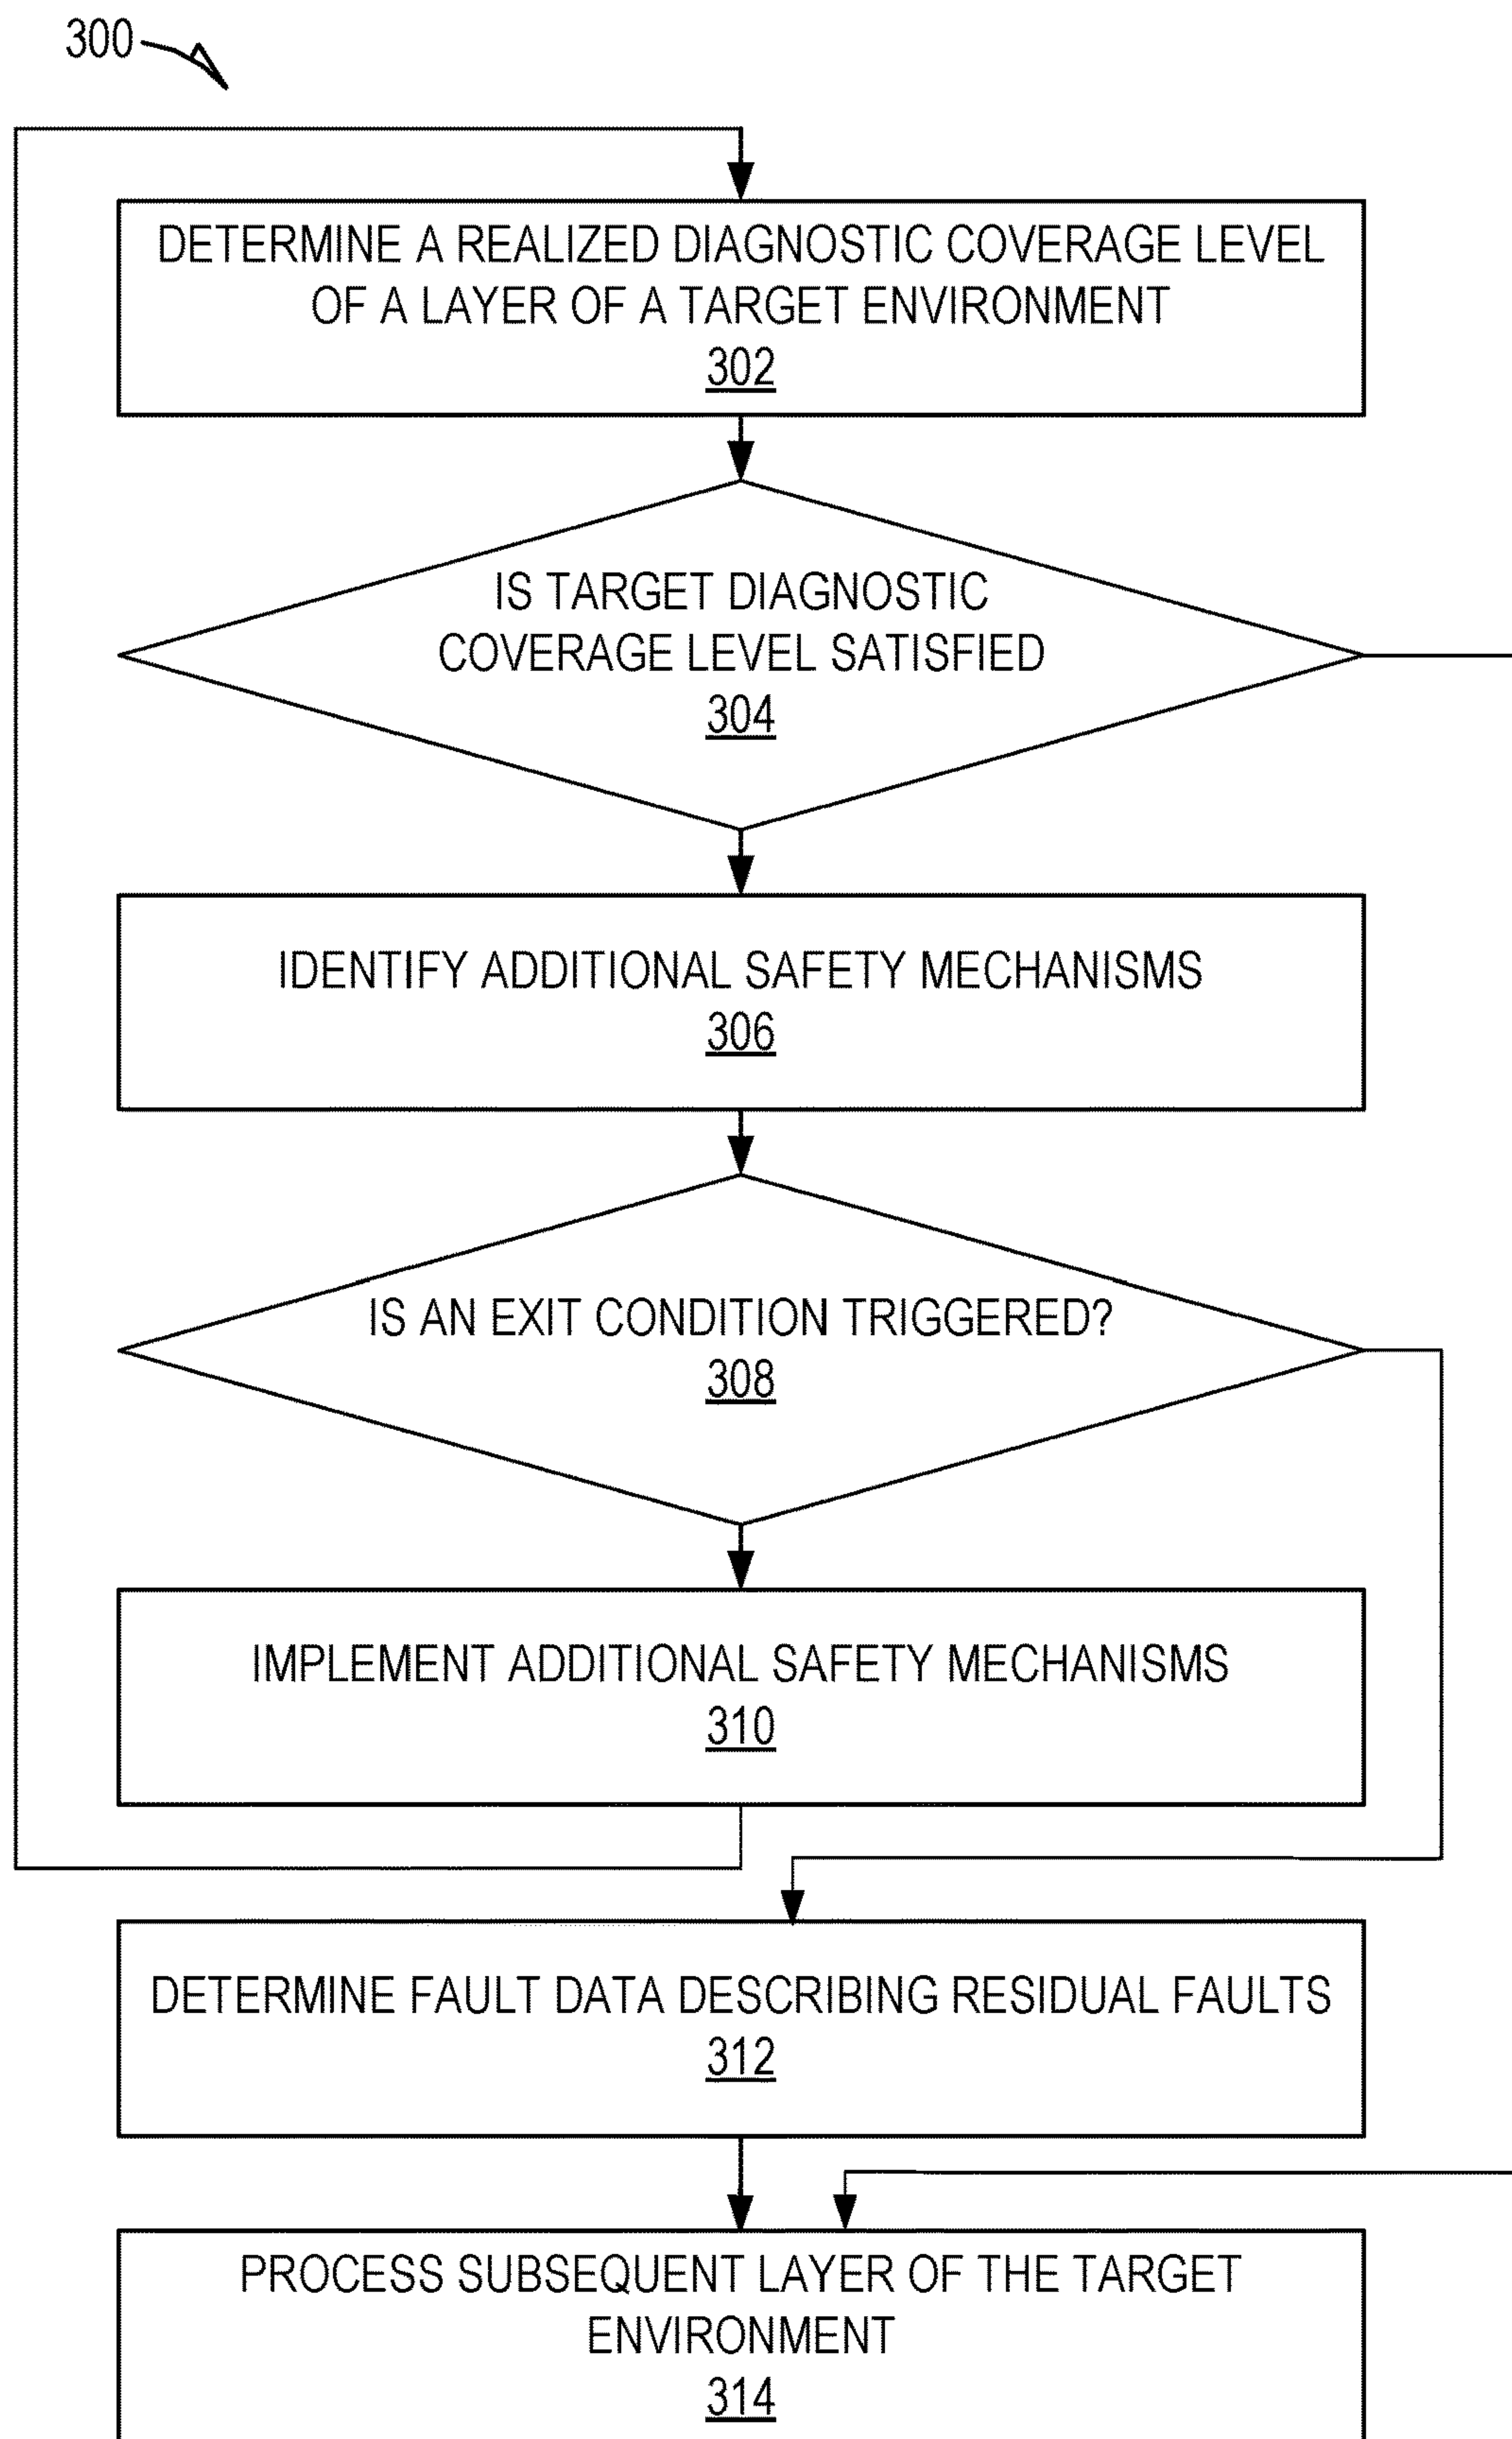 300
DETERMINE A REALIZED DIAGNOSTIC COVERAGE LEVEL
OF A LAYER OF A TARGET ENVIRONMENT
302
IS TARGET DIAGNOSTIC
COVERAGE LEVEL SATISFIED
304
IDENTIFY ADDITIONAL SAFETY MECHANISMS
306
IS AN EXIT CONDITION TRIGGERED?
308
IMPLEMENT ADDITIONAL SAFETY MECHANISMS
310
DETERMINE FAULT DATA DESCRIBING RESIDUAL FAULTS
312
PROCESS SUBSEQUENT LAYER OF THE TARGET
ENVIRONMENT
314